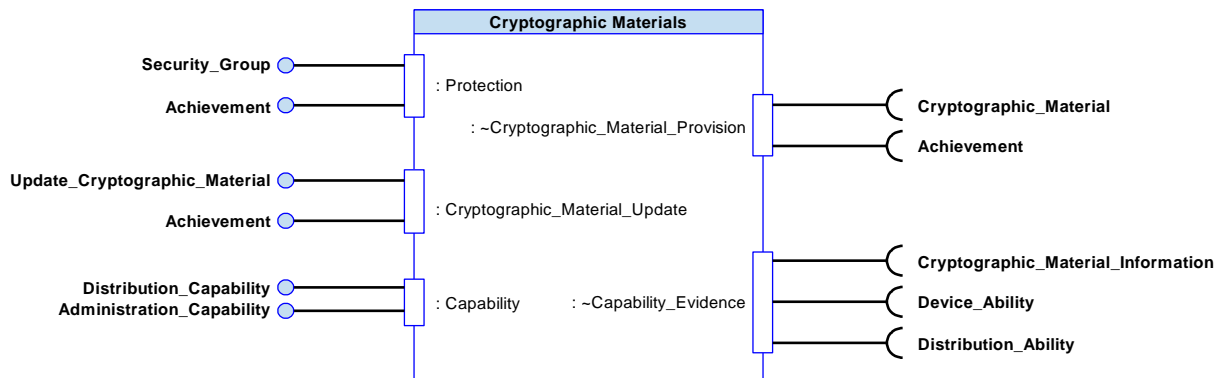 Cryptographic Materials
Security_Group
Achievement
: Protection
Cryptographic_Material
: ~Cryptographic_Material_Provision
Achievement
Update_Cryptographic_Material
Achievement
: Cryptographic_Material_Update
Cryptographic_Material_Information
Distribution_Capability
Administration_Capability
: Capability
: ~Capability_Evidence
Device_Ability
Distribution_Ability